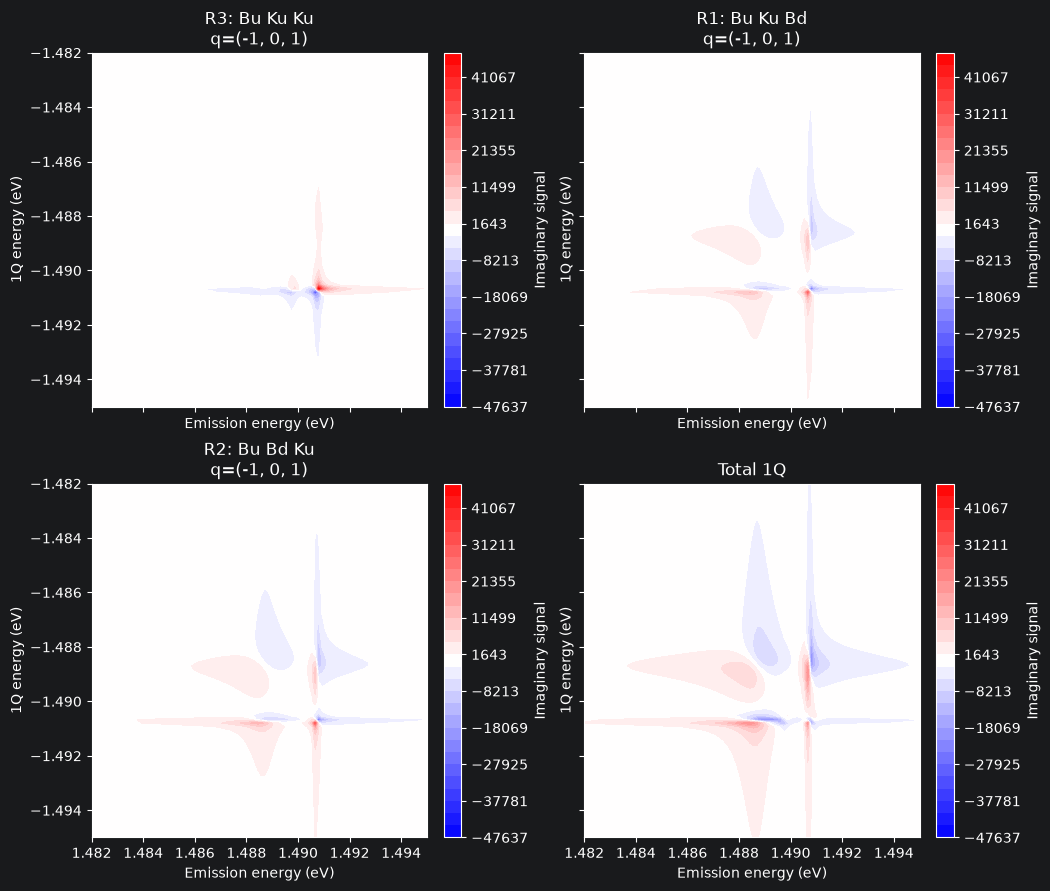 R3: Bu Ku Ku
q=(-1, 0, 1)
R1: Bu Ku Bd
q=(-1, 0, 1)
−1.482
−1.484
−1.486
−1.488
−1.490
−1.492
−1.494
1Q energy (eV)
Emission energy (eV)
41067
31211
21355
11499
1643
−8213
−18069
−27925
−37781
−47637
Imaginary signal
1Q energy (eV)
Emission energy (eV)
41067
31211
21355
11499
1643
−8213
−18069
−27925
−37781
−47637
Imaginary signal
R2: Bu Bd Ku
q=(-1, 0, 1)
Total 1Q
−1.482
−1.484
−1.486
−1.488
−1.490
−1.492
−1.494
1Q energy (eV)
1.482 1.484 1.486 1.488 1.490 1.492 1.494
Emission energy (eV)
41067
31211
21355
11499
1643
−8213
−18069
−27925
−37781
−47637
Imaginary signal
1Q energy (eV)
1.482 1.484 1.486 1.488 1.490 1.492 1.494
Emission energy (eV)
41067
31211
21355
11499
1643
−8213
−18069
−27925
−37781
−47637
Imaginary signal